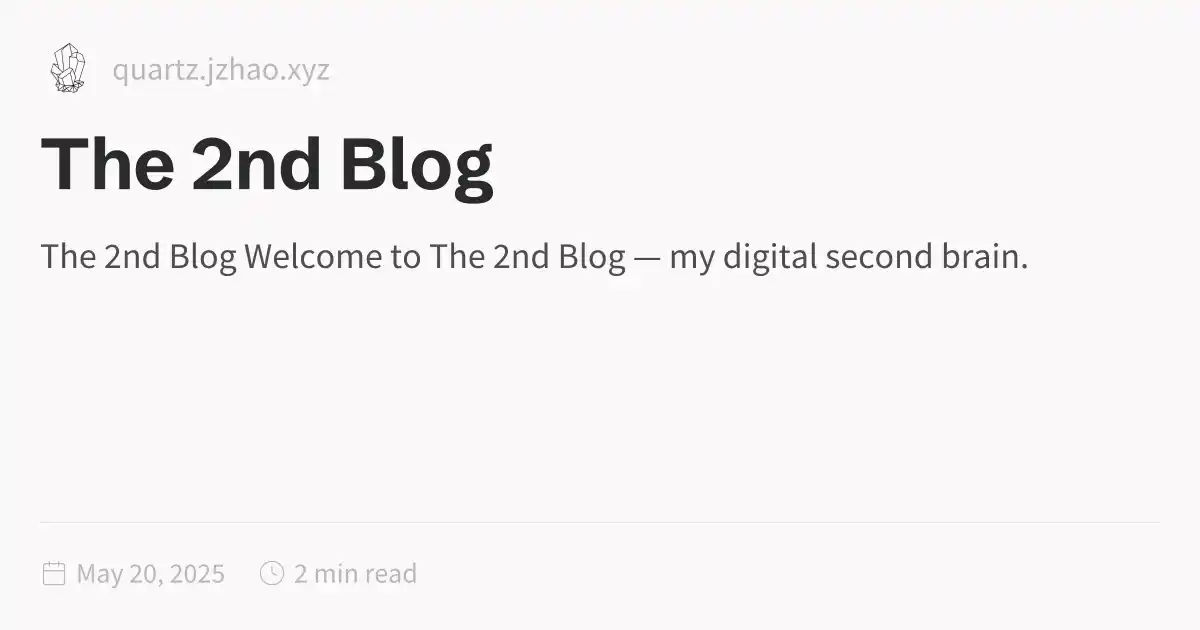 quartz.jzhao.xyz
The 2nd Blog
The 2nd Blog Welcome to The 2nd Blog — my digital second brain.
May 20, 2025
2 min read